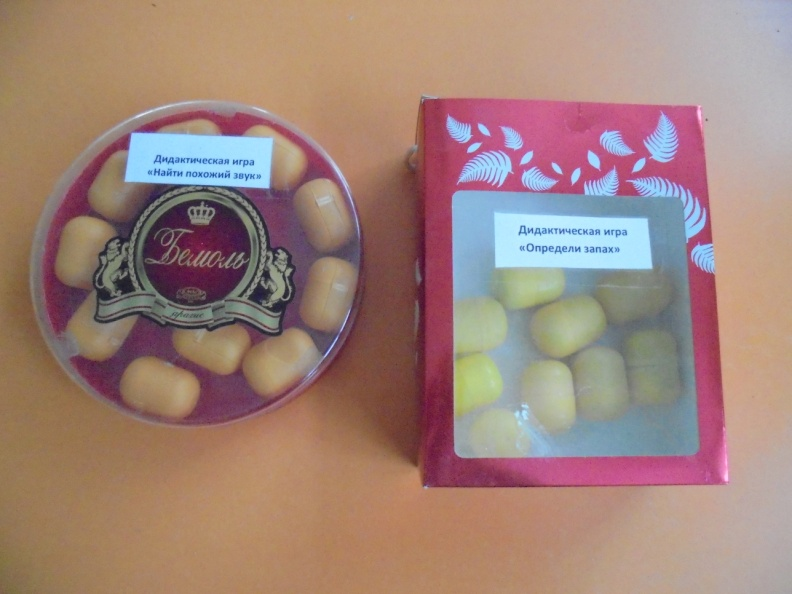 Дидактическая игра
«Найти похожий звук»
Бемоль
Дидактическая игра
«Определи запах»